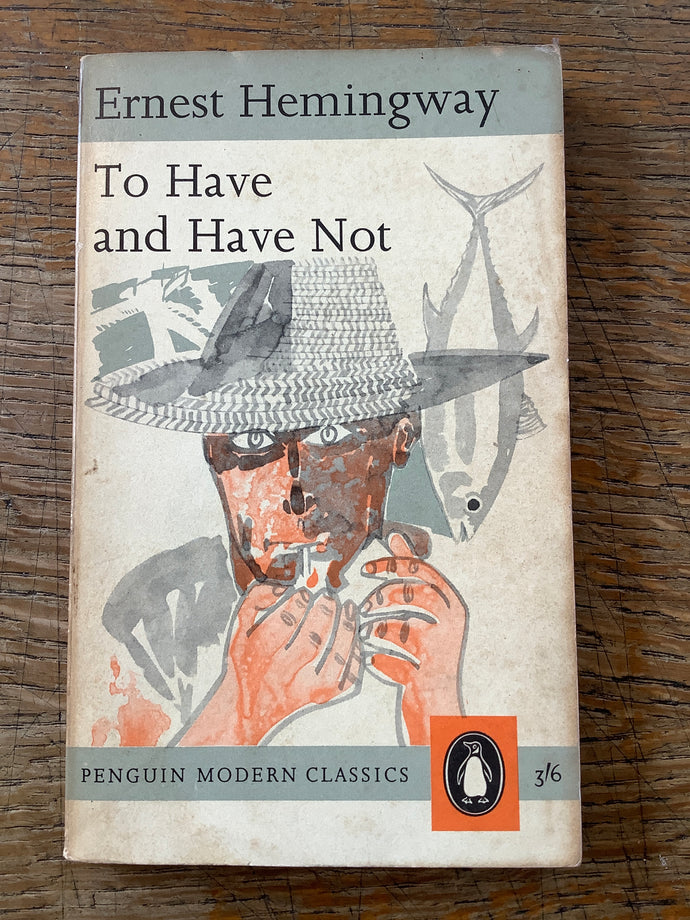 Ernest Hemingway
To Have
and Have Not
PENGUIN MODERN CLASSICS
3/6